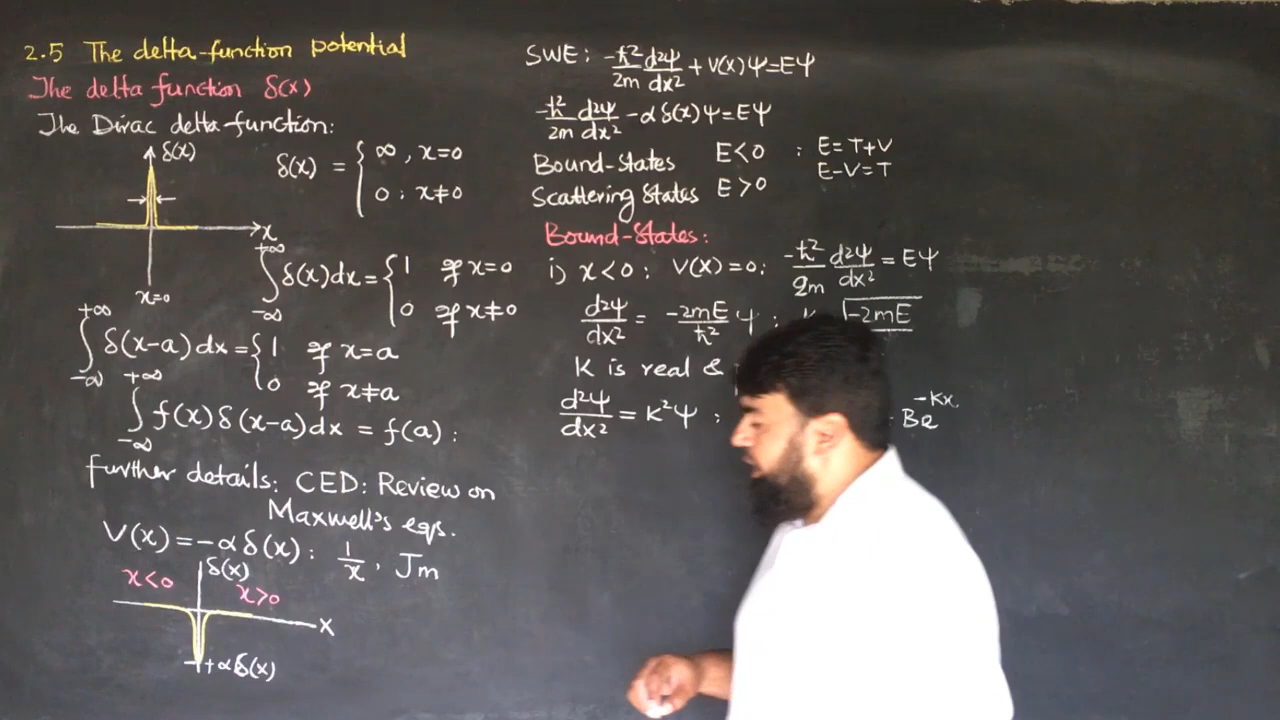 2.5 The delta-function potential
The delta function δ(x)
The Dirac delta-function:
δ(x)
δ(x) = { ∞ , x=0
0 ; x≠0
x
x=0
∫_{-∞}^{+∞} δ(x)dx = { 1 if x=0
0 if x≠0
∫_{-∞}^{+∞} δ(x-a)dx = { 1 if x=a
0 if x≠a
∫_{-∞}^{+∞} f(x)δ(x-a)dx = f(a) :
further details: CED: Review on
Maxwell's eqs.
V(x) = -αδ(x) : 1/x , Jm
δ(x)
x<0 x>0
x
αδ(x)
SWE: -ħ²/2m d²Ψ/dx² + V(x)Ψ=EΨ
-ħ²/2m d²Ψ/dx² - αδ(x)Ψ=EΨ
Bound-States E<0 : E=T+V
E-V=T
Scattering States E>0
Bound-States:
i) x<0 : V(x)=0 : -ħ²/2m d²Ψ/dx² = EΨ
d²Ψ/dx² = -2mE/ħ² Ψ ; √-2mE
K is real &
d²Ψ/dx² = K²Ψ ; Be^{-Kx}